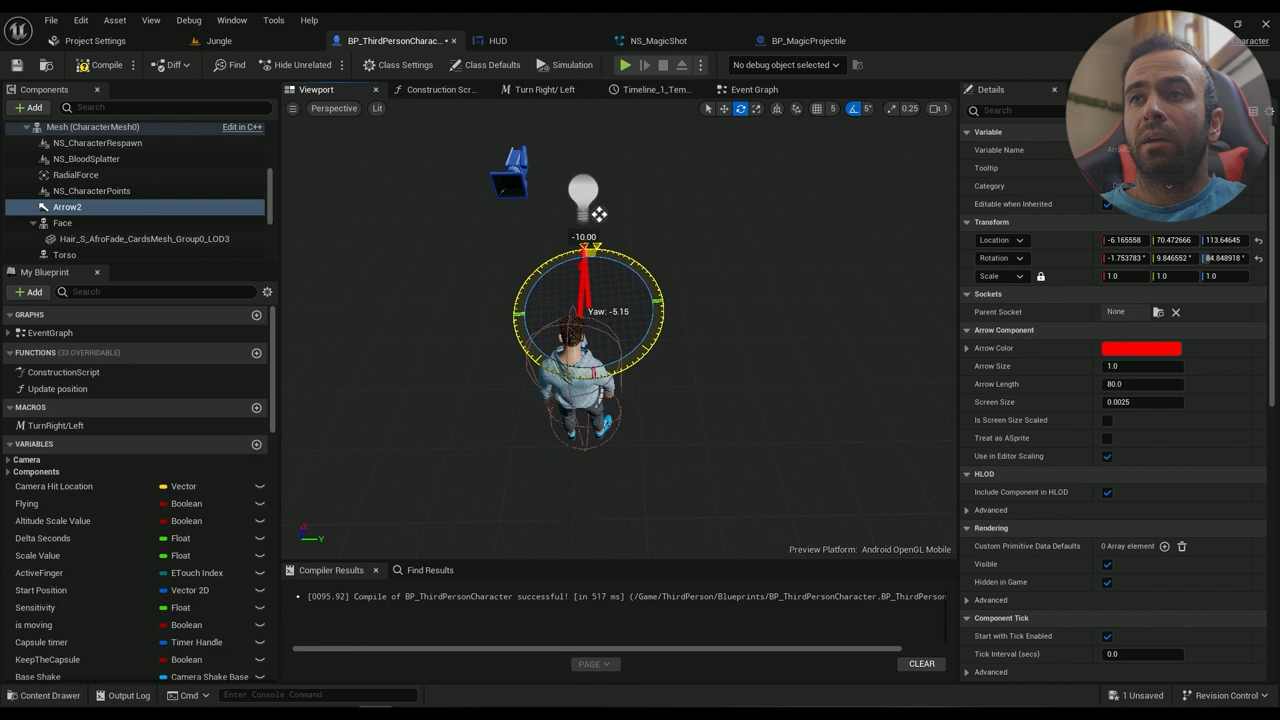 File Edit Asset View Debug Window Tools Help
Project Settings Jungle BP_ThirdPersonCharac... HUD NS_MagicShot BP_MagicProjectile Character
Compile Diff Find Hide Unrelated Class Settings Class Defaults Simulation No debug object selected
Components Viewport Construction Scr... Turn Right/ Left Timeline_1_Tem... Event Graph Details
Add Search Perspective Lit 5 5° 0.25 1 Search
Mesh (CharacterMesh0) Edit in C++
NS_CharacterRespawn
NS_BloodSplatter
RadialForce
NS_CharacterPoints
Arrow2
Face
Hair_S_AfroFade_CardsMesh_Group0_LOD3
Torso
My Blueprint
Add Search
GRAPHS
EventGraph
FUNCTIONS (33 OVERRIDABLE)
ConstructionScript
Update position
MACROS
TurnRight/Left
VARIABLES
Camera
Components
Camera Hit Location Vector
Flying Boolean
Altitude Scale Value Boolean
Delta Seconds Float
Scale Value Float
ActiveFinger ETouch Index
Start Position Vector 2D
Sensitivity Float
is moving Boolean
Capsule timer Timer Handle
KeepTheCapsule Boolean
Base Shake Camera Shake Base
-10.00
Yaw: -5.15
Y
Preview Platform: Android OpenGL Mobile
Compiler Results Find Results
[0095.92] Compile of BP_ThirdPersonCharacter successful! [in 517 ms] (/Game/ThirdPerson/Blueprints/BP_ThirdPersonCharacter.BP_ThirdPerson
PAGE CLEAR
Variable
Variable Name Arrow2
Tooltip
Category
Editable when Inherited
Transform
Location -6.165558 70.472666 113.64645
Rotation -1.753783 ° 9.846552 ° 84.848918 °
Scale 1.0 1.0 1.0
Sockets
Parent Socket None
Arrow Component
Arrow Color
Arrow Size 1.0
Arrow Length 80.0
Screen Size 0.0025
Is Screen Size Scaled
Treat as ASprite
Use in Editor Scaling
HLOD
Include Component in HLOD
Advanced
Rendering
Custom Primitive Data Defaults 0 Array element
Visible
Hidden in Game
Advanced
Component Tick
Start with Tick Enabled
Tick Interval (secs) 0.0
Advanced
Content Drawer Output Log Cmd Enter Console Command 1 Unsaved Revision Control